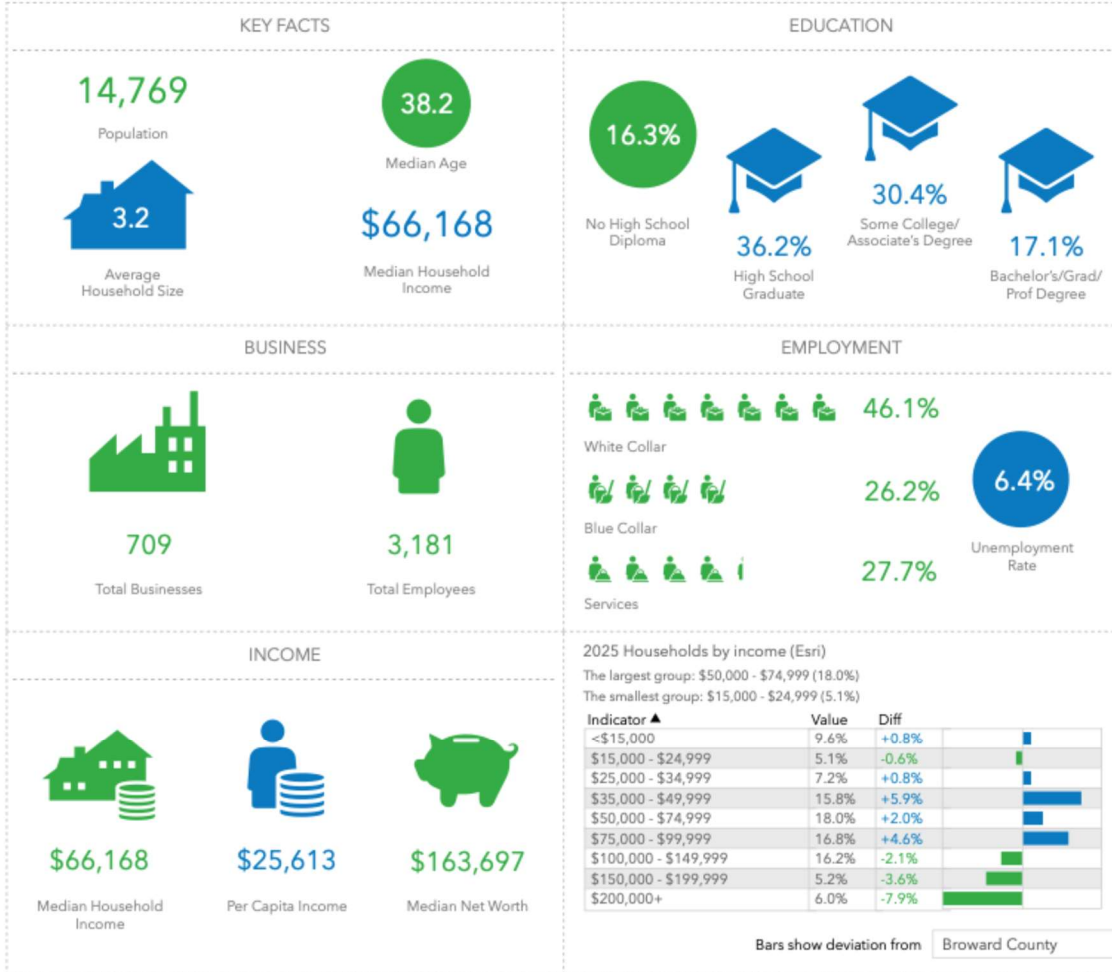 KEY FACTS
14,769
Population
38.2
Median Age
3.2
Average
Household Size
$66,168
Median Household
Income
EDUCATION
16.3%
No High School
Diploma
36.2%
High School
Graduate
30.4%
Some College/
Associate's Degree
17.1%
Bachelor's/Grad/
Prof Degree
BUSINESS
709
Total Businesses
3,181
Total Employees
EMPLOYMENT
46.1%
White Collar
26.2%
Blue Collar
27.7%
Services
6.4%
Unemployment
Rate
INCOME
$66,168
Median Household
Income
$25,613
Per Capita Income
$163,697
Median Net Worth
2025 Households by income (Esri)
The largest group: $50,000 - $74,999 (18.0%)
The smallest group: $15,000 - $24,999 (5.1%)
Indicator ▲ Value Diff
<$15,000 9.6% +0.8%
$15,000 - $24,999 5.1% -0.6%
$25,000 - $34,999 7.2% +0.8%
$35,000 - $49,999 15.8% +5.9%
$50,000 - $74,999 18.0% +2.0%
$75,000 - $99,999 16.8% +4.6%
$100,000 - $149,999 16.2% -2.1%
$150,000 - $199,999 5.2% -3.6%
$200,000+ 6.0% -7.9%
Bars show deviation from Broward County